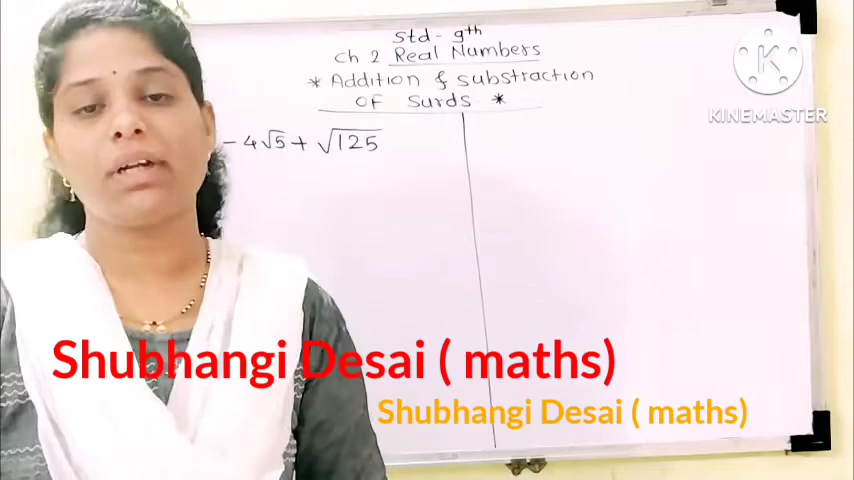 Std - 9th
Ch 2 Real Numbers
* Addition & Substraction
OF Surds *
- 4√5 + √125
K
KINEMASTER
Shubhangi Desai ( maths)
Shubhangi Desai ( maths)